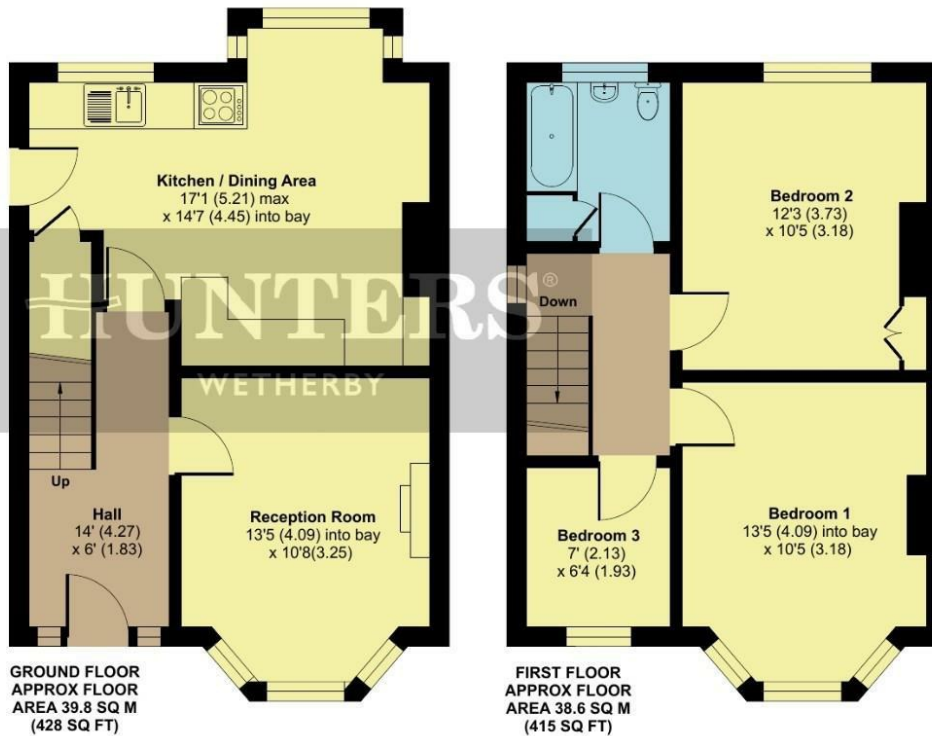 Kitchen / Dining Area
17'1 (5.21) max
x 14'7 (4.45) into bay
HUNTERS®
WETHERBY
Up
Hall
14' (4.27)
x 6' (1.83)
Reception Room
13'5 (4.09) into bay
x 10'8(3.25)
GROUND FLOOR
APPROX FLOOR
AREA 39.8 SQ M
(428 SQ FT)
Bedroom 2
12'3 (3.73)
x 10'5 (3.18)
Down
Bedroom 3
7' (2.13)
x 6'4 (1.93)
Bedroom 1
13'5 (4.09) into bay
x 10'5 (3.18)
FIRST FLOOR
APPROX FLOOR
AREA 38.6 SQ M
(415 SQ FT)